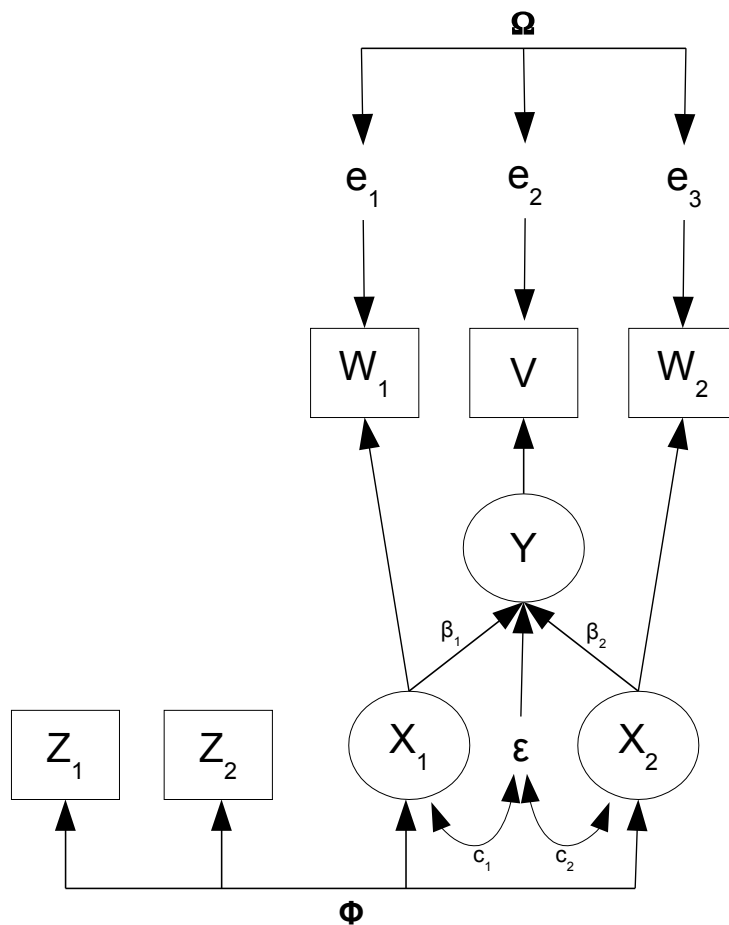 Ω
e₁ e₂ e₃
W₁ V W₂
Y
β₁ β₂
Z₁ Z₂ X₁ ε X₂
c₁ c₂
Φ